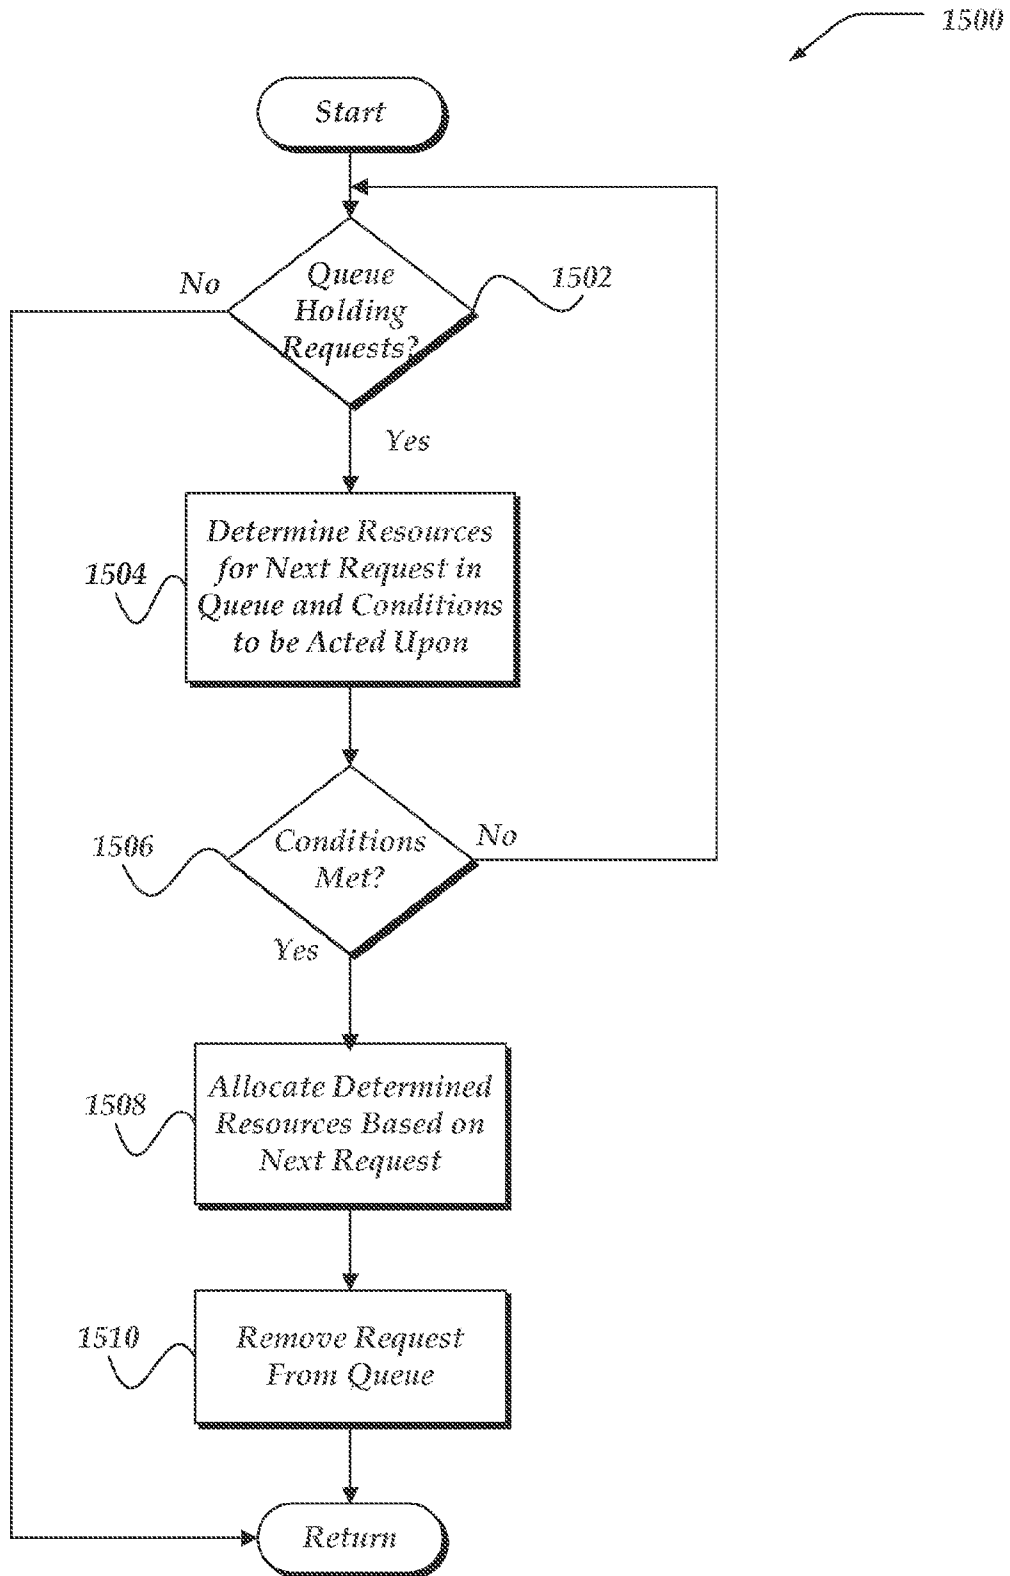 1500
Start
No
Queue
Holding
Requests?
1502
Yes
Determine Resources
for Next Request in
Queue and Conditions
to be Acted Upon
1504
Conditions
Met?
1506
No
Yes
Allocate Determined
Resources Based on
Next Request
1508
Remove Request
From Queue
1510
Return